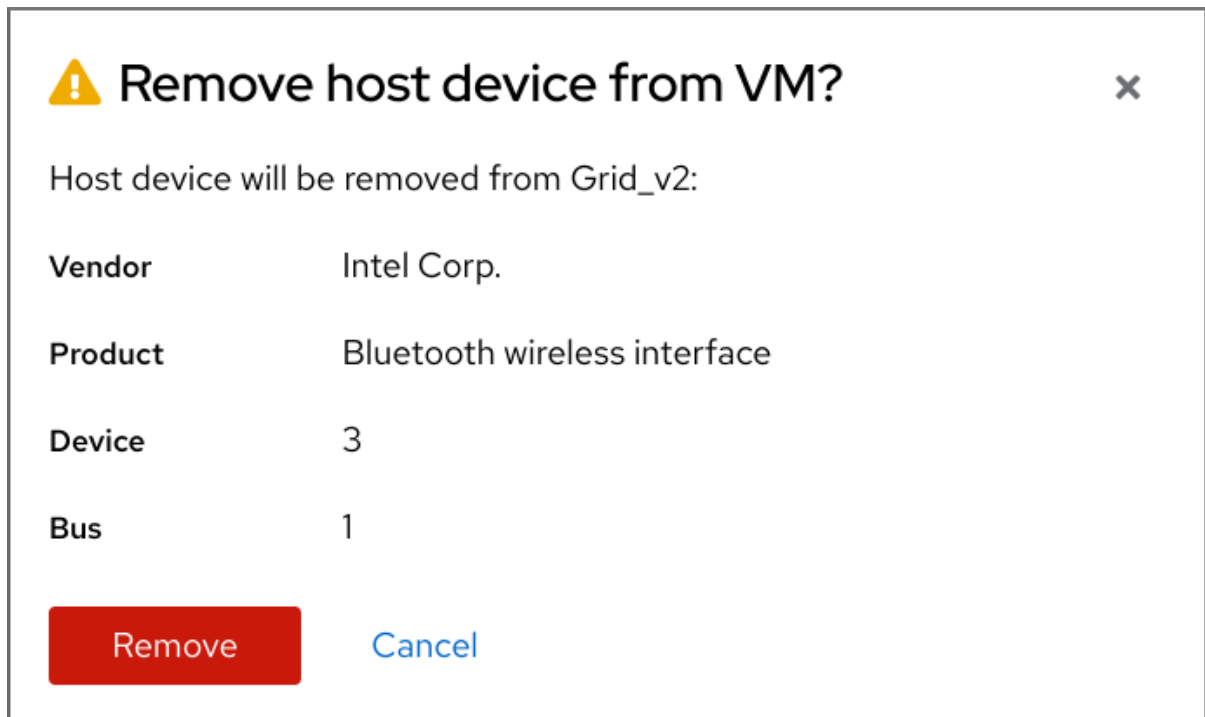 Remove host device from VM?
Host device will be removed from Grid_v2:
Vendor Intel Corp.
Product Bluetooth wireless interface
Device 3
Bus 1
Remove Cancel